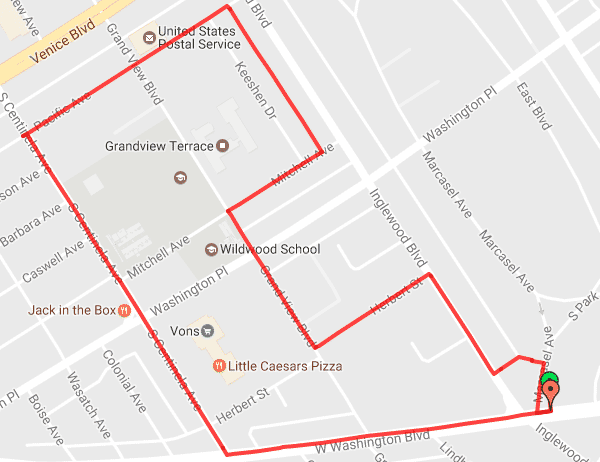 Venice Blvd
United States
Postal Service
Grand View Blvd
Keeshen Dr
Pacific Ave
S Centinela Ave
Washington Pl
East Blvd
Grandview Terrace
Mitchell Ave
Marcasel Ave
Inglewood Blvd
Barbara Ave
S Centinela Ave
Caswell Ave
Mitchell Ave
Wildwood School
Marcasel Ave
Washington Pl
Grand View Blvd
Herbert St
S Park
Jack in the Box
Vons
S Centinela Ave
Little Caesars Pizza
Colonial Ave
Wasatch Ave
Boise Ave
Herbert St
W Washington Blvd
Inglewood